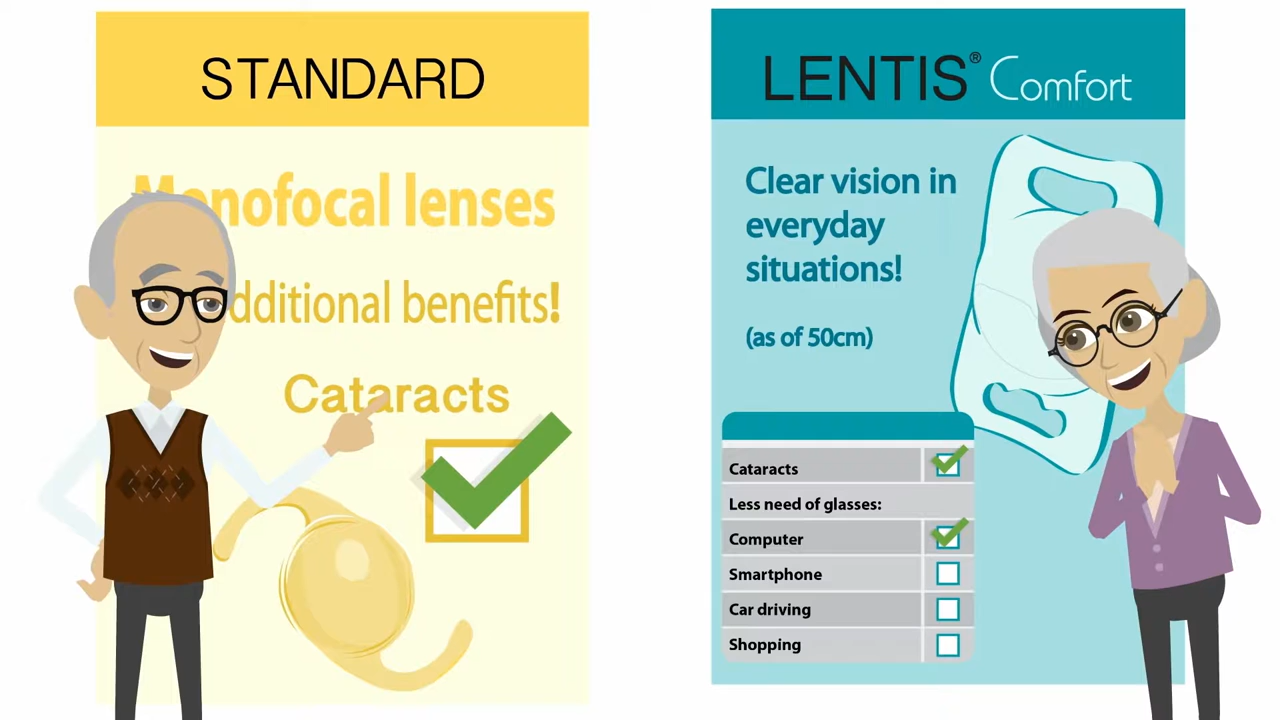 STANDARD
Monofocal lenses
dditional benefits!
Cataracts
LENTIS® Comfort
Clear vision in
everyday
situations!
(as of 50cm)
Cataracts
Less need of glasses:
Computer
Smartphone
Car driving
Shopping